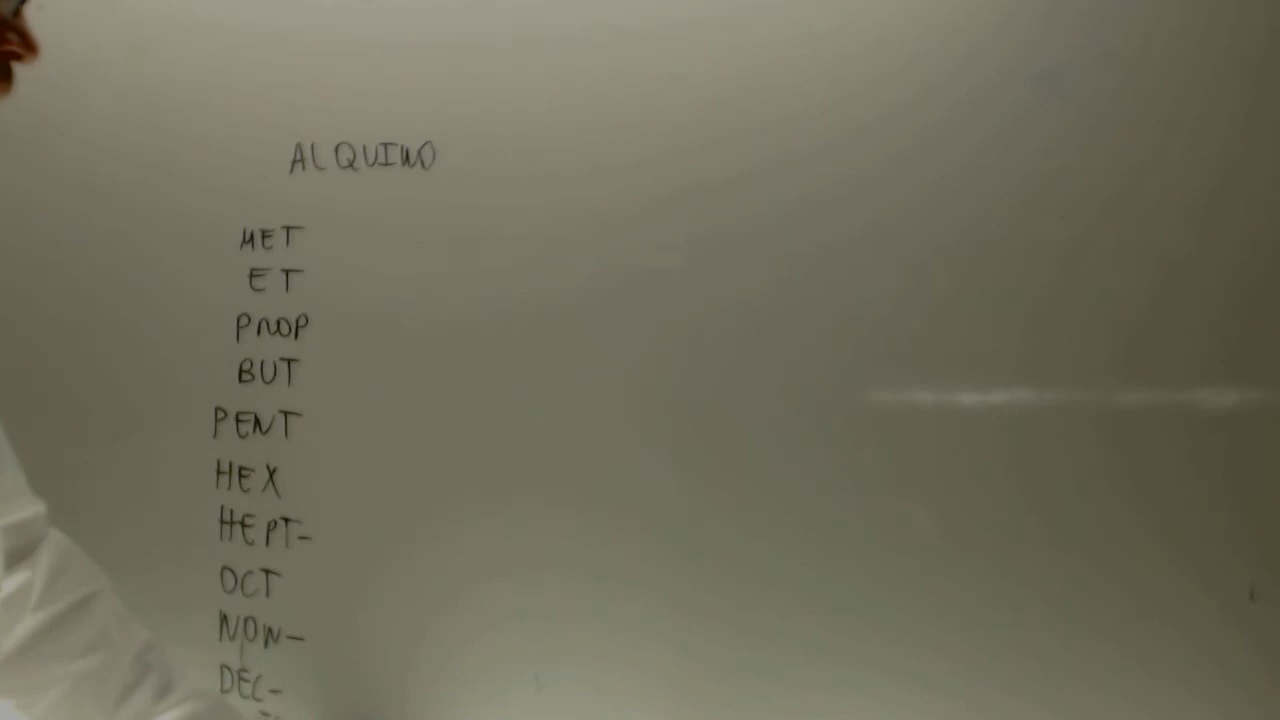 ALQUINO
MET
ET
PROP
BUT
PENT
HEX
HEPT-
OCT
NON-
DEC-